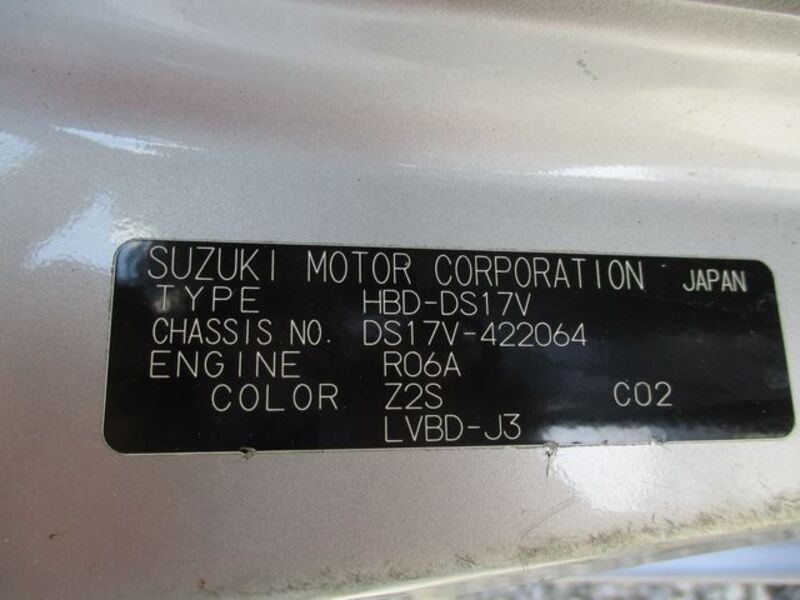 SUZUKI MOTOR CORPORATION JAPAN
TYPE HBD-DS17V
CHASSIS NO. DS17V-422064
ENGINE R06A
COLOR Z2S C02
LVBD-J3